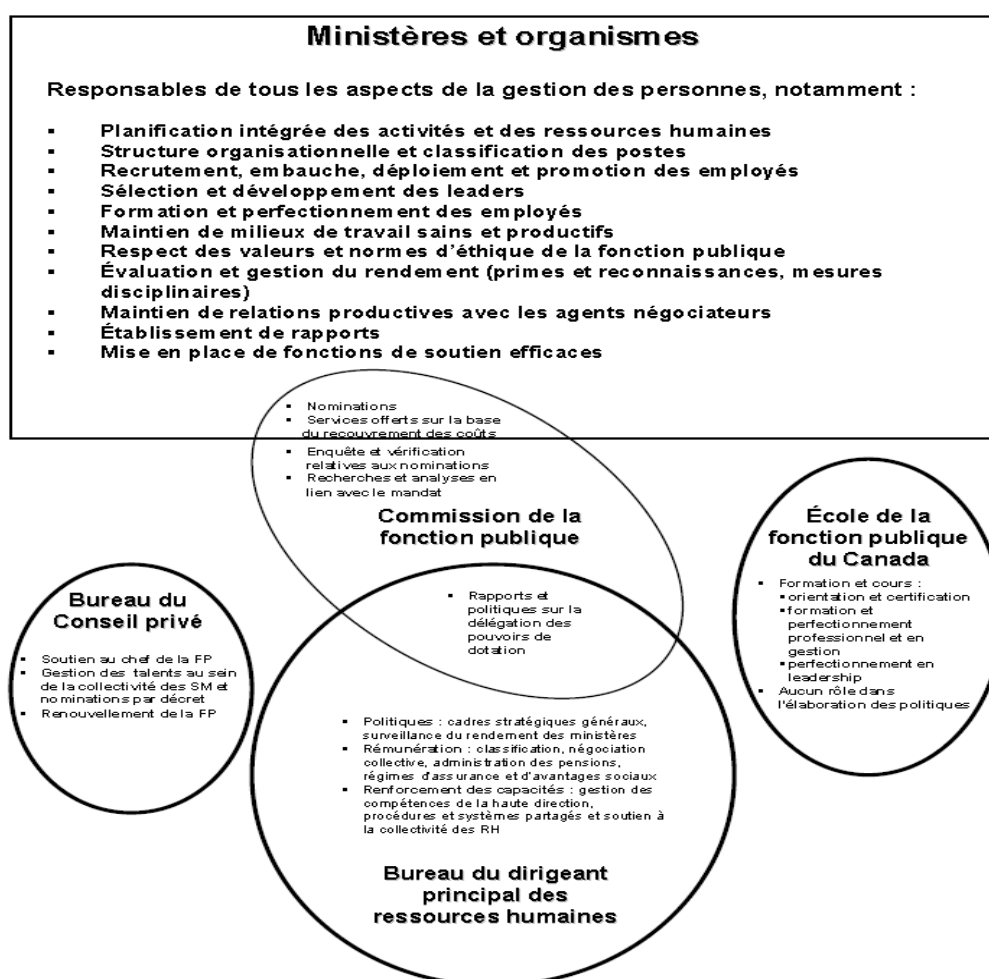 Ministères et organismes
Responsables de tous les aspects de la gestion des personnes, notamment :
▪ Planification intégrée des activités et des ressources humaines
▪ Structure organisationnelle et classification des postes
▪ Recrutement, embauche, déploiement et promotion des employés
▪ Sélection et développement des leaders
▪ Formation et perfectionnement des employés
▪ Maintien de milieux de travail sains et productifs
▪ Respect des valeurs et normes d'éthique de la fonction publique
▪ Évaluation et gestion du rendement (primes et reconnaissances, mesures
disciplinaires)
▪ Maintien de relations productives avec les agents négociateurs
▪ Établissement de rapports
▪ Mise en place de fonctions de soutien efficaces
▪ Nominations
▪ Services offerts sur la base
du recouvrement des coûts
▪ Enquête et vérification
relatives aux nominations
▪ Recherches et analyses en
lien avec le mandat
Commission de la
fonction publique
▪ Rapports et
politiques sur la
délégation des
pouvoirs de
dotation
École de la
fonction publique
du Canada
▪ Formation et cours :
▪ orientation et certification
▪ formation et
perfectionnement
professionnel et en
gestion
▪ perfectionnement en
leadership
▪ Aucun rôle dans
l'élaboration des politiques
Bureau du
Conseil privé
▪ Soutien au chef de la FP
▪ Gestion des talents au sein
de la collectivité des SM et
nominations par décret
▪ Renouvellement de la FP
▪ Politiques : cadres stratégiques généraux,
surveillance du rendement des ministères
▪ Rémunération : classification, négociation
collective, administration des pensions,
régimes d'assurance et d'avantages sociaux
▪ Renforcement des capacités : gestion des
compétences de la haute direction,
procédures et systèmes partagés et soutien à
la collectivité des RH
Bureau du dirigeant
principal des
ressources humaines